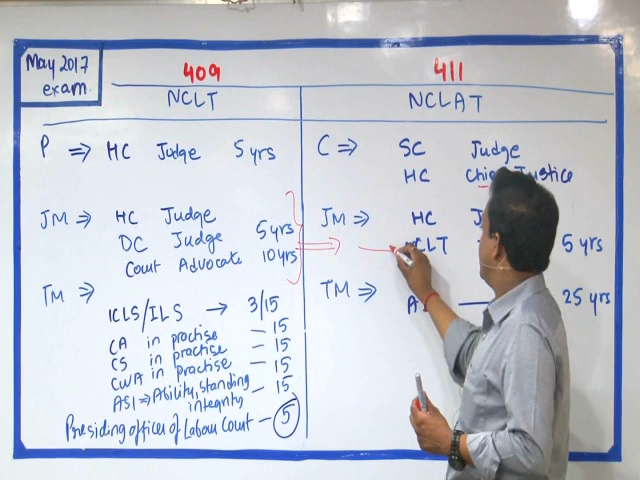 May 2017
exam
409
411
NCLT
NCLAT
P ⇒ HC Judge 5 yrs
C ⇒ SC Judge
HC Justice
JM ⇒ HC Judge
DC Judge 5 yrs
Court Advocate 10 yrs
JM ⇒ HC
NCLT 5 yrs
TM ⇒
ICLS/ILS → 3/15
CA in practise – 15
CS in practise – 15
CWA in practise – 15
ASI ⇒ Ability, standing – 15
integrity
Presiding officer of Labour Court – 5
TM ⇒
25 yrs